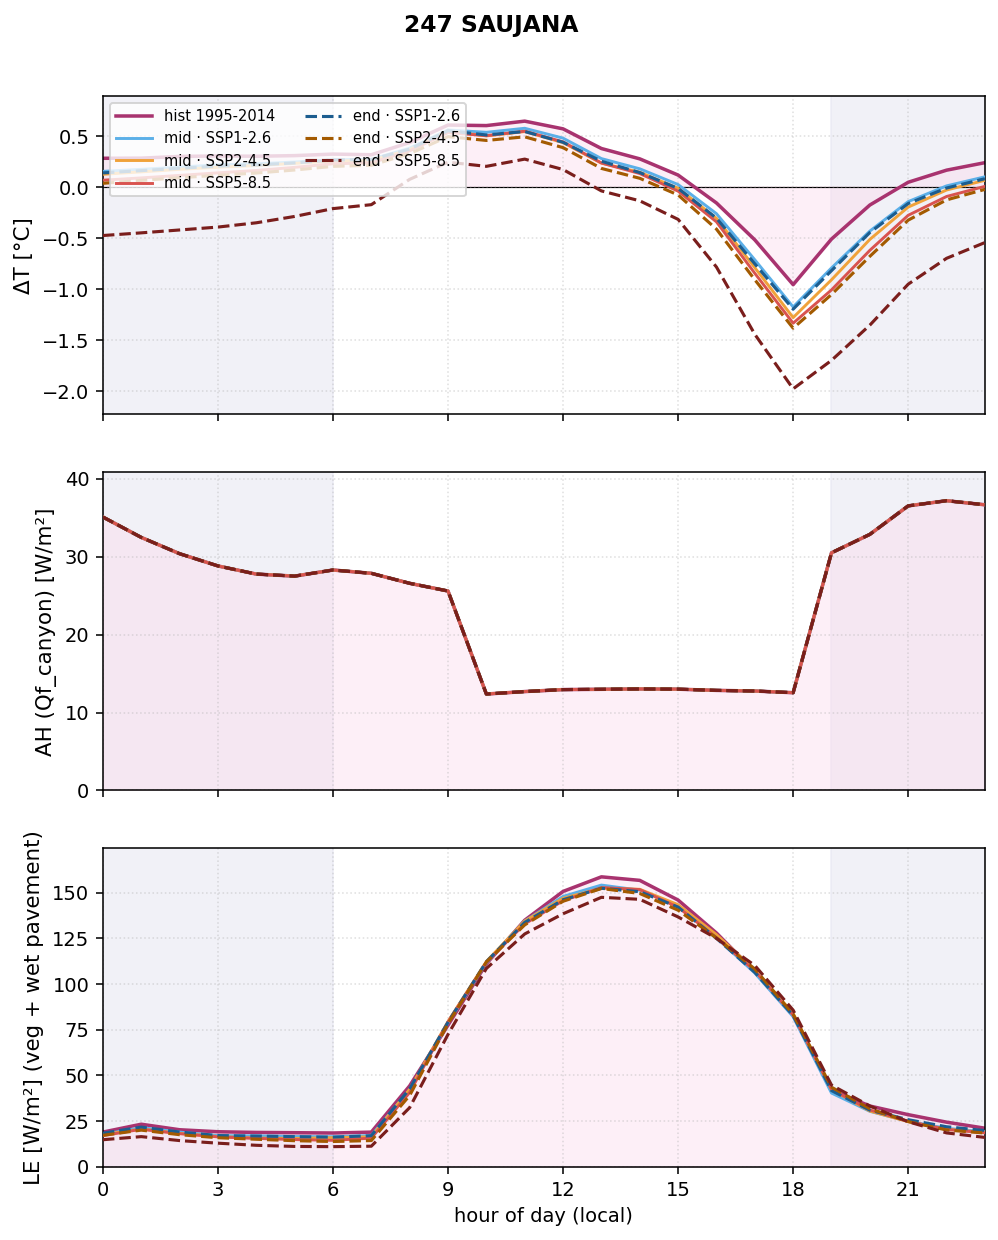 247 SAUJANA
hist 1995-2014
mid · SSP1-2.6
mid · SSP2-4.5
mid · SSP5-8.5
end · SSP1-2.6
end · SSP2-4.5
end · SSP5-8.5
ΔT [°C]
0.5
0.0
−0.5
−1.0
−1.5
−2.0
AH (Qf_canyon) [W/m²]
40
30
20
10
0
LE [W/m²] (veg + wet pavement)
150
125
100
75
50
25
0
0 3 6 9 12 15 18 21
hour of day (local)